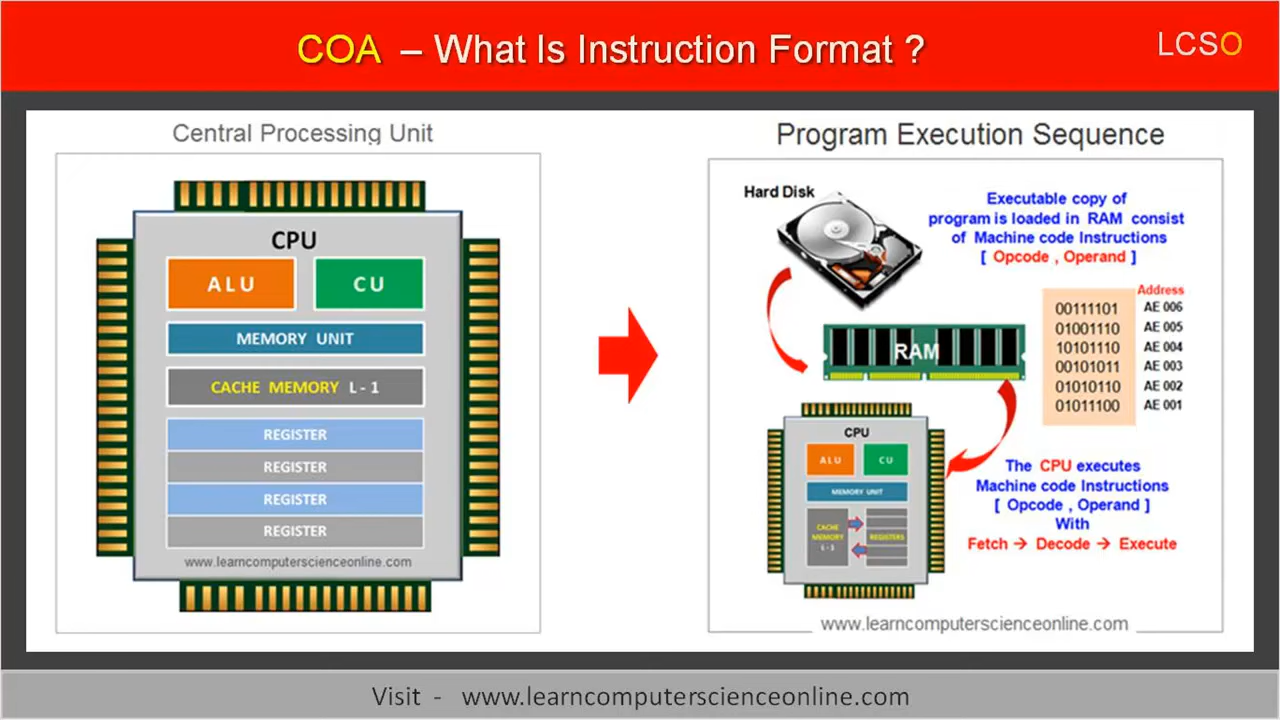 COA – What Is Instruction Format ?
LCSO
Central Processing Unit
CPU
ALU
CU
MEMORY UNIT
CACHE MEMORY L - 1
REGISTER
REGISTER
REGISTER
REGISTER
www.learncomputerscienceonline.com
Program Execution Sequence
Hard Disk
Executable copy of
program is loaded in RAM consist
of Machine code Instructions
[ Opcode , Operand ]
Address
00111101 AE 006
01001110 AE 005
10101110 AE 004
00101011 AE 003
01010110 AE 002
01011100 AE 001
RAM
CPU
ALU
CU
MEMORY UNIT
CACHE
MEMORY
L - 1
REGISTERS
The CPU executes
Machine code Instructions
[ Opcode , Operand ]
With
Fetch → Decode → Execute
www.learncomputerscienceonline.com
Visit - www.learncomputerscienceonline.com